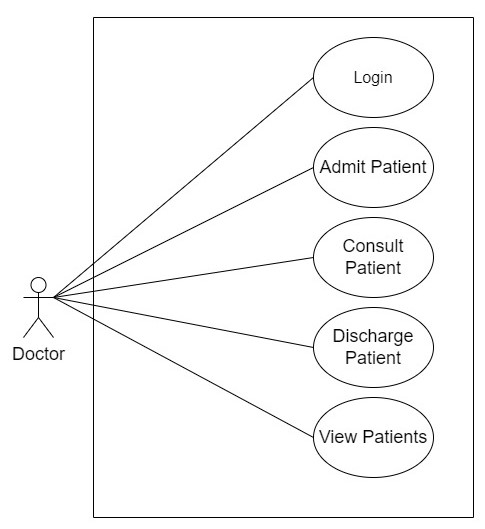 Login
Admit Patient
Consult
Patient
Discharge
Patient
Doctor
View Patients